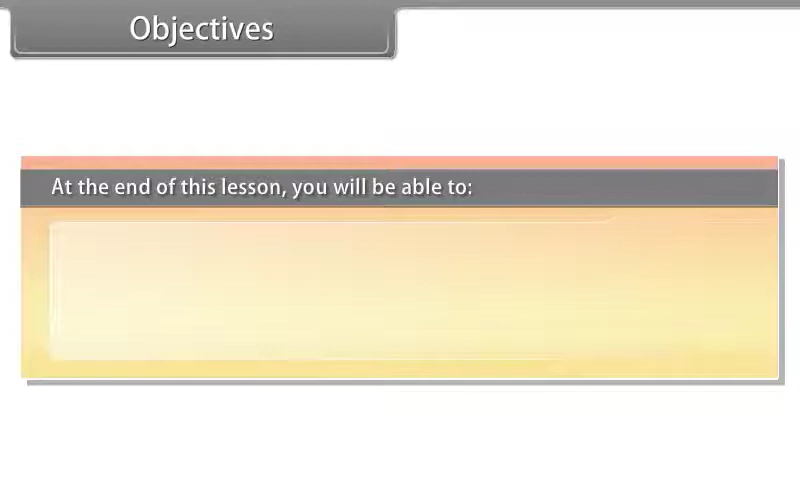 Objectives
At the end of this lesson, you will be able to: